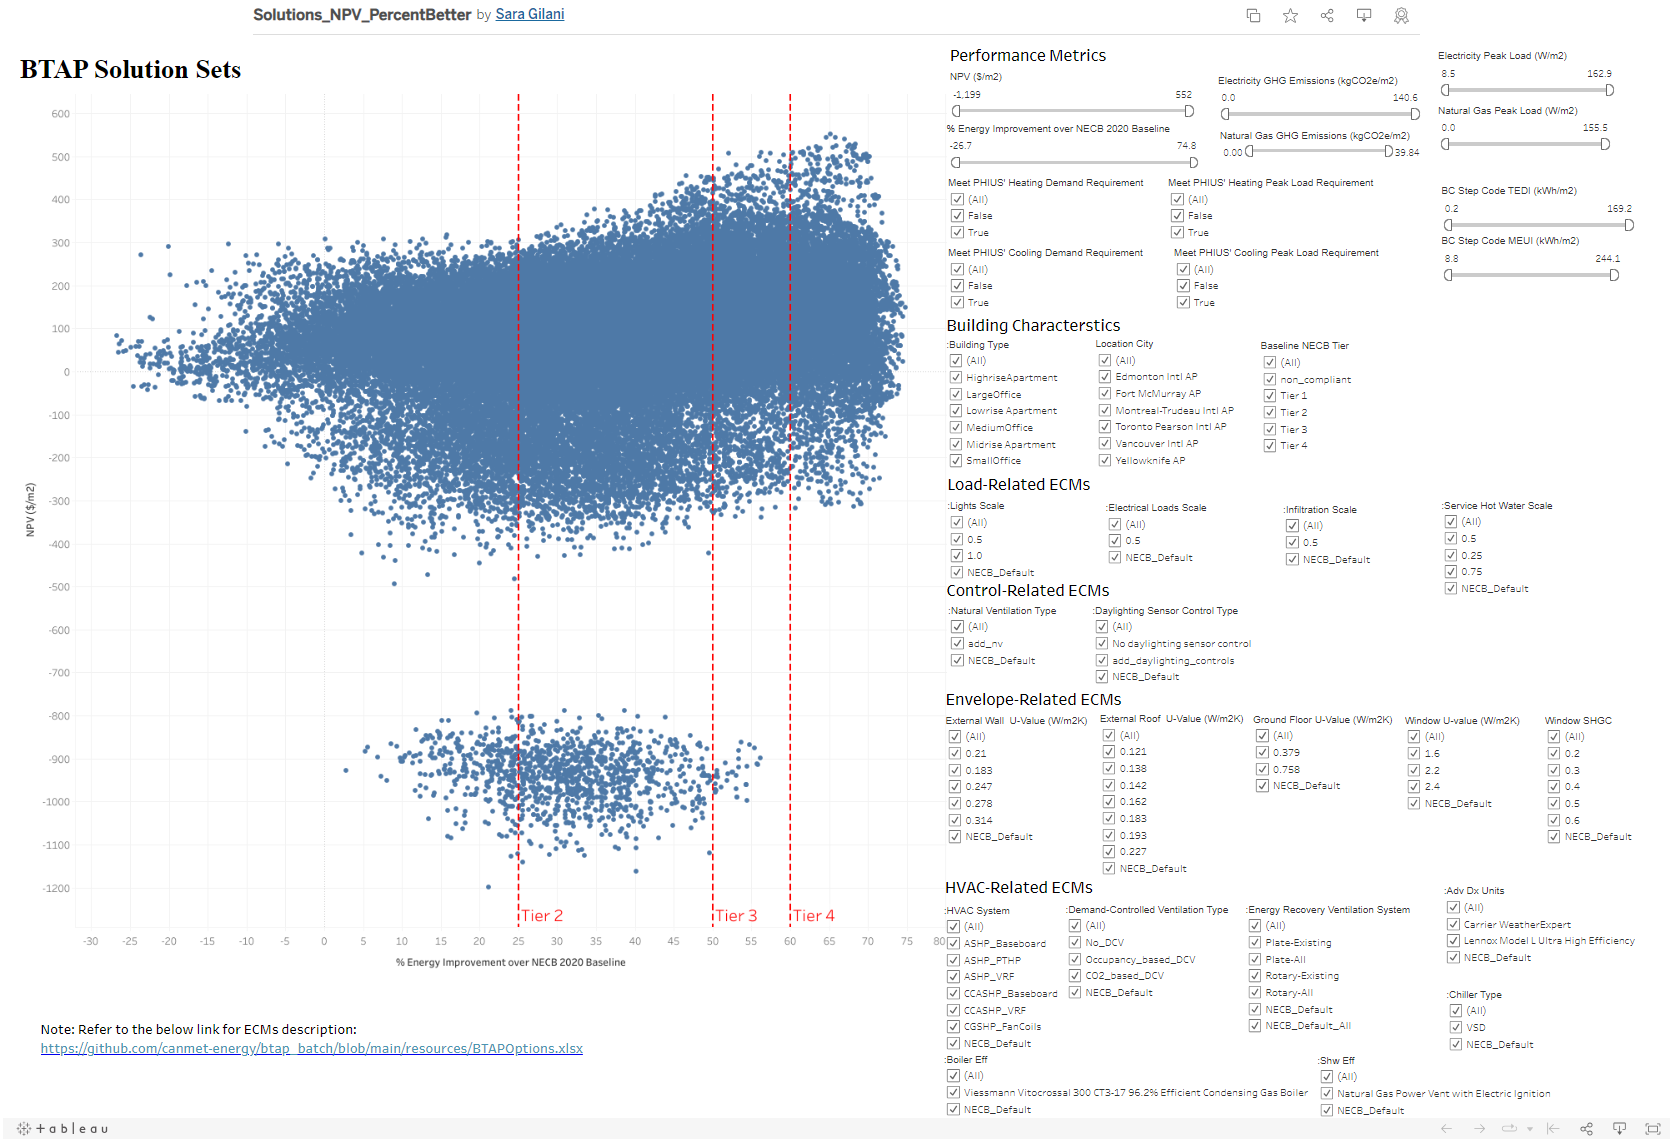 Solutions_NPV_PercentBetter by Sara Gilani
BTAP Solution Sets
600
500
400
300
200
100
0
-100
-200
-300
-400
-500
-600
-700
-800
-900
-1000
-1100
-1200
NPV ($/m2)
Tier 2
Tier 3
Tier 4
-30 -25 -20 -15 -10 -5 0 5 10 15 20 25 30 35 40 45 50 55 60 65 70 75 80
% Energy Improvement over NECB 2020 Baseline
Note: Refer to the below link for ECMs description:
https://github.com/canmet-energy/btap_batch/blob/main/resources/BTAPOptions.xlsx
Performance Metrics
NPV ($/m2)
-1,199 552
% Energy Improvement over NECB 2020 Baseline
-26.7 74.8
Electricity GHG Emissions (kgCO2e/m2)
0.0 140.6
Natural Gas GHG Emissions (kgCO2e/m2)
0.00 39.84
Electricity Peak Load (W/m2)
8.5 162.9
Natural Gas Peak Load (W/m2)
0.0 155.5
BC Step Code TEDI (kWh/m2)
0.2 169.2
BC Step Code MEUI (kWh/m2)
8.8 244.1
Meet PHIUS' Heating Demand Requirement
(All)
False
True
Meet PHIUS' Heating Peak Load Requirement
(All)
False
True
Meet PHIUS' Cooling Demand Requirement
(All)
False
True
Meet PHIUS' Cooling Peak Load Requirement
(All)
False
True
Building Characterstics
:Building Type
(All)
HighriseApartment
LargeOffice
Lowrise Apartment
MediumOffice
Midrise Apartment
SmallOffice
Location City
(All)
Edmonton Intl AP
Fort McMurray AP
Montreal-Trudeau Intl AP
Toronto Pearson Intl AP
Vancouver Intl AP
Yellowknife AP
Baseline NECB Tier
(All)
non_compliant
Tier 1
Tier 2
Tier 3
Tier 4
Load-Related ECMs
:Lights Scale
(All)
0.5
1.0
NECB_Default
:Electrical Loads Scale
(All)
0.5
NECB_Default
:Infiltration Scale
(All)
0.5
NECB_Default
:Service Hot Water Scale
(All)
0.5
0.25
0.75
NECB_Default
Control-Related ECMs
:Natural Ventilation Type
(All)
add_nv
NECB_Default
:Daylighting Sensor Control Type
(All)
No daylighting sensor control
add_daylighting_controls
NECB_Default
Envelope-Related ECMs
External Wall U-Value (W/m2K)
(All)
0.21
0.183
0.247
0.278
0.314
NECB_Default
External Roof U-Value (W/m2K)
(All)
0.121
0.138
0.142
0.162
0.183
0.193
0.227
NECB_Default
Ground Floor U-Value (W/m2K)
(All)
0.379
0.758
NECB_Default
Window U-value (W/m2K)
(All)
1.6
2.2
2.4
NECB_Default
Window SHGC
(All)
0.2
0.3
0.4
0.5
0.6
NECB_Default
HVAC-Related ECMs
:HVAC System
(All)
ASHP_Baseboard
ASHP_PTHP
ASHP_VRF
CCASHP_Baseboard
CCASHP_VRF
CGSHP_FanCoils
NECB_Default
:Demand-Controlled Ventilation Type
(All)
No_DCV
Occupancy_based_DCV
CO2_based_DCV
NECB_Default
:Energy Recovery Ventilation System
(All)
Plate-Existing
Plate-All
Rotary-Existing
Rotary-All
NECB_Default
NECB_Default_All
:Adv Dx Units
(All)
Carrier WeatherExpert
Lennox Model L Ultra High Efficiency
NECB_Default
:Chiller Type
(All)
VSD
NECB_Default
:Boiler Eff
(All)
Viessmann Vitocrossal 300 CT3-17 96.2% Efficient Condensing Gas Boiler
NECB_Default
:Shw Eff
(All)
Natural Gas Power Vent with Electric Ignition
NECB_Default
+ableau